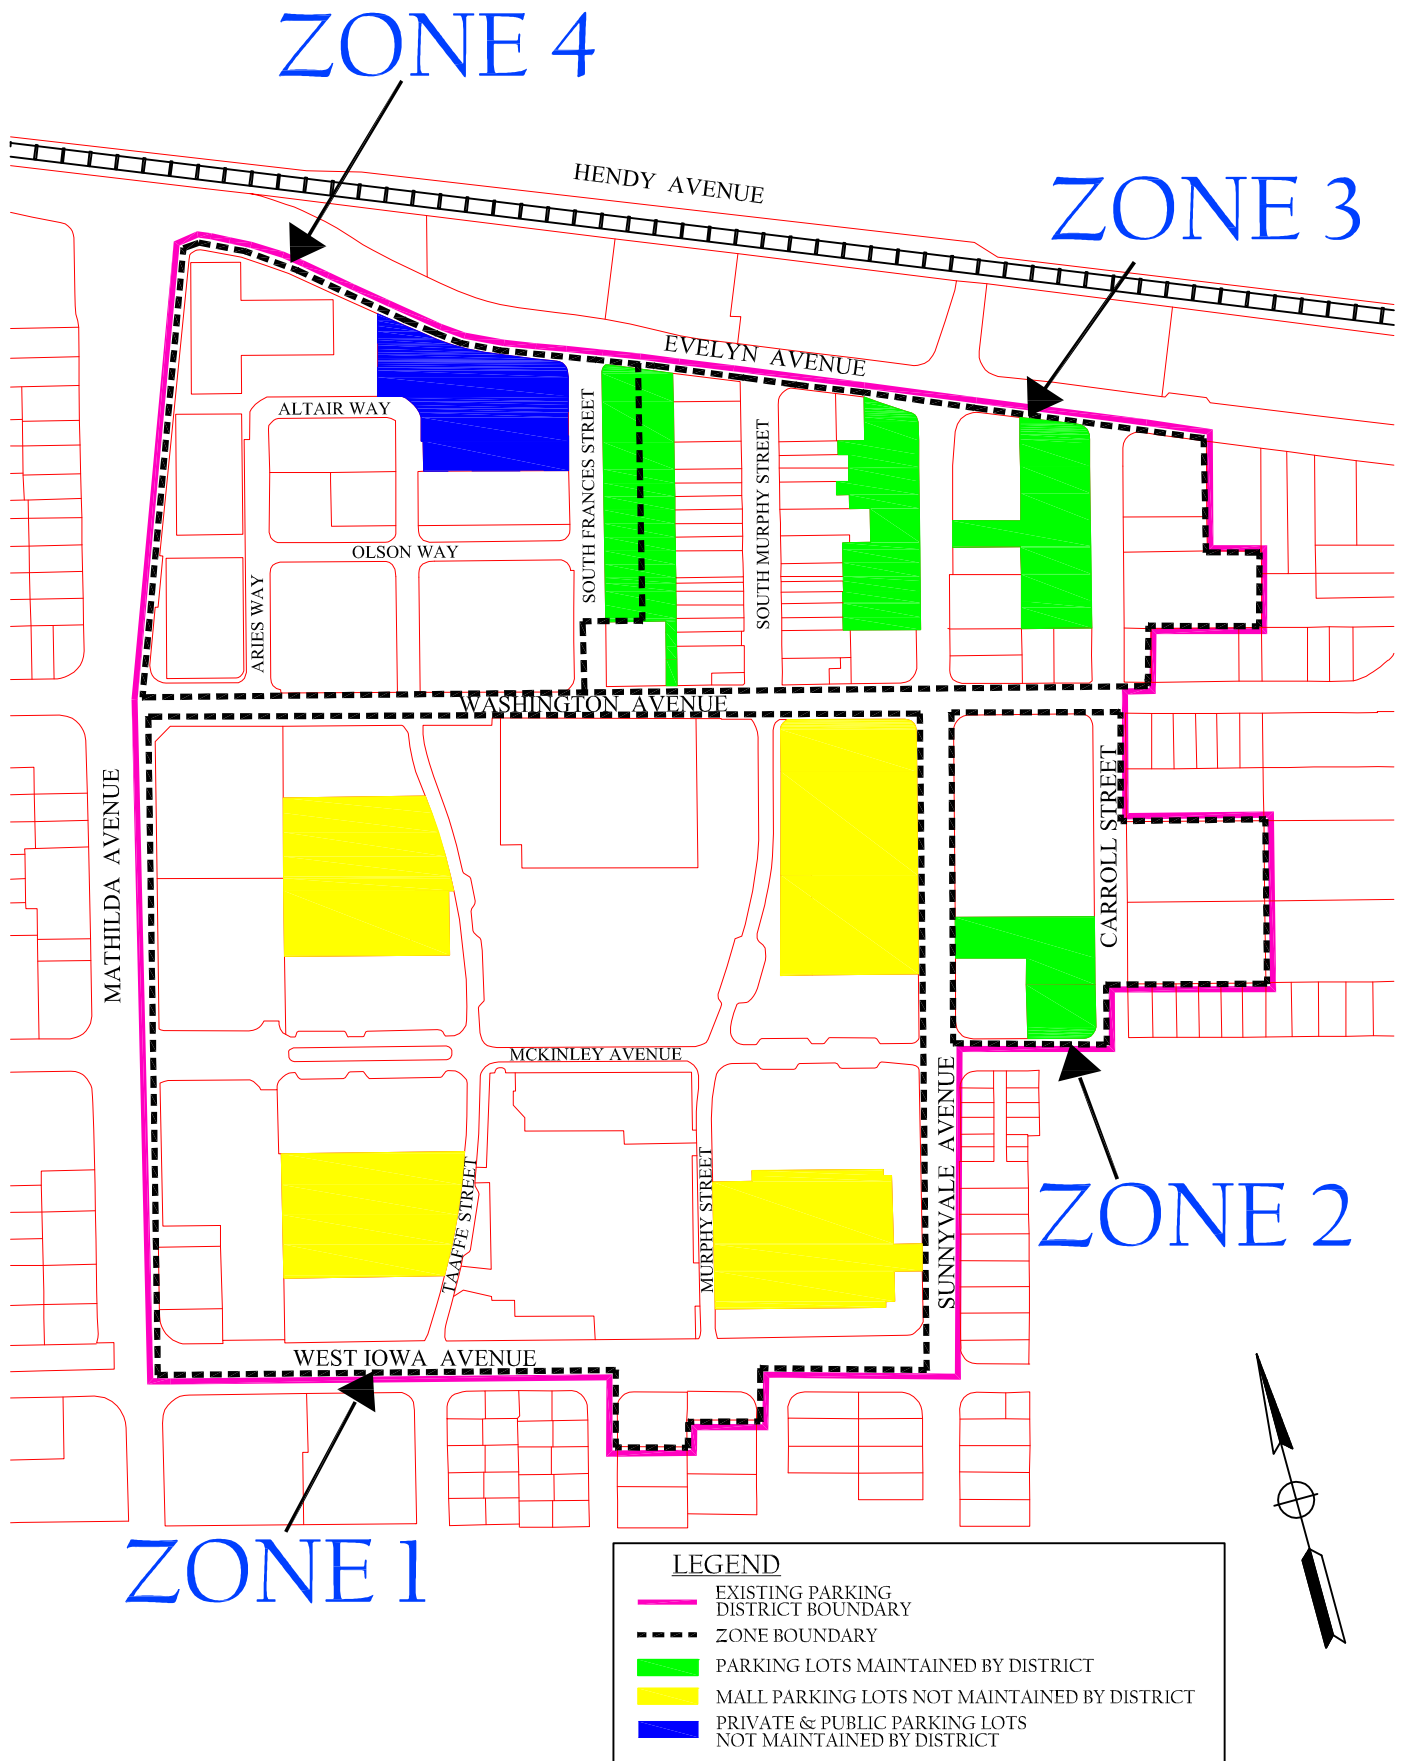 ZONE 4
HENDY AVENUE
ZONE 3
EVELYN AVENUE
ALTAIR WAY
SOUTH FRANCES STREET
SOUTH MURPHY STREET
OLSON WAY
ARIES WAY
WASHINGTON AVENUE
MATHILDA AVENUE
CARROLL STREET
MCKINLEY AVENUE
TAAFFE STREET
MURPHY STREET
SUNNYVALE AVENUE
ZONE 2
WEST IOWA AVENUE
ZONE 1
LEGEND
EXISTING PARKING
DISTRICT BOUNDARY
ZONE BOUNDARY
PARKING LOTS MAINTAINED BY DISTRICT
MALL PARKING LOTS NOT MAINTAINED BY DISTRICT
PRIVATE & PUBLIC PARKING LOTS
NOT MAINTAINED BY DISTRICT